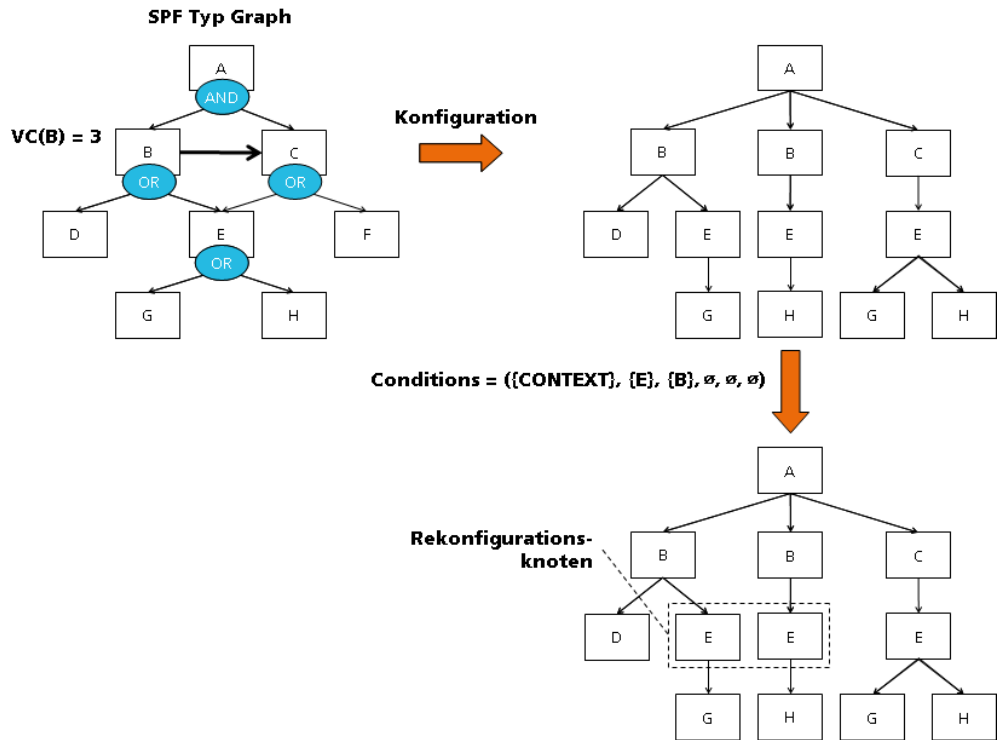 SPF Typ Graph
A
AND
VC(B) = 3
B
C
OR
OR
D
E
F
OR
G
H
Konfiguration
A
B
B
C
D
E
E
E
G
H
G
H
Conditions = ({CONTEXT}, {E}, {B}, ø, ø, ø)
A
Rekonfigurations-
knoten
B
B
C
D
E
E
E
G
H
G
H